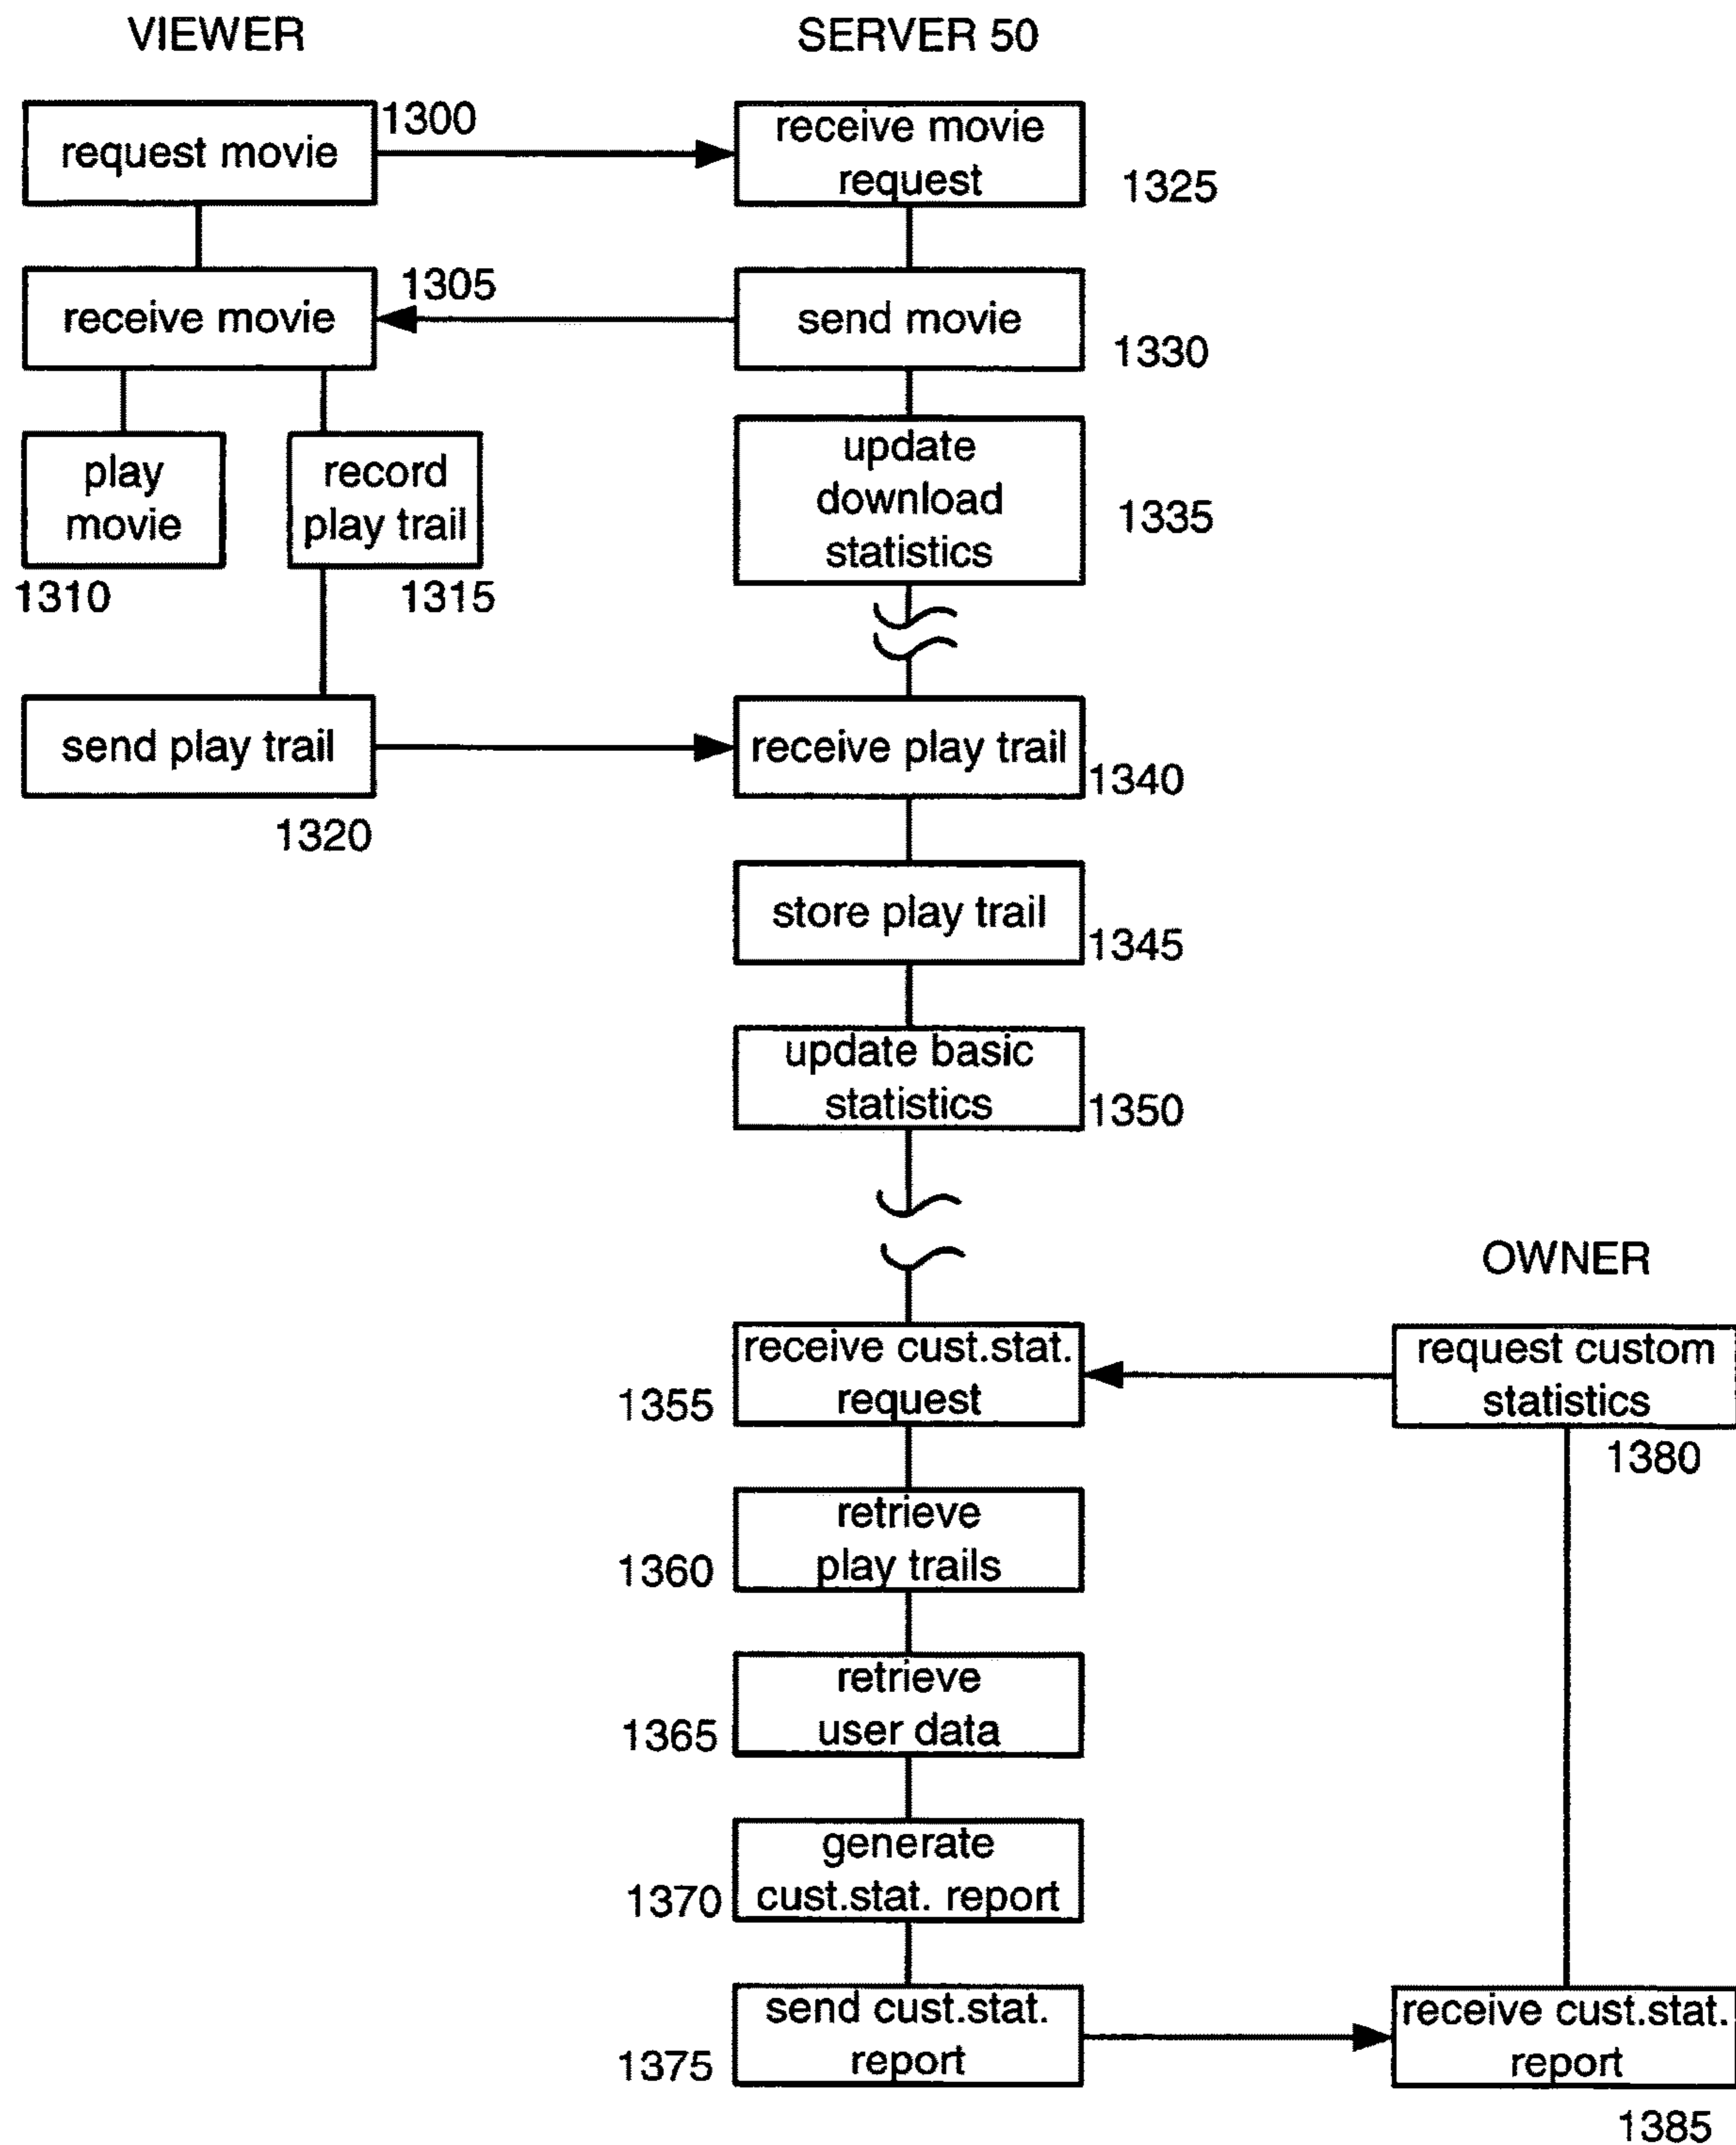 VIEWER
SERVER 50
request movie
1300
receive movie
request
1325
receive movie
1305
send movie
1330
play
movie
1310
record
play trail
1315
update
download
statistics
1335
send play trail
1320
receive play trail
1340
store play trail
1345
update basic
statistics
1350
OWNER
receive cust.stat.
request
1355
request custom
statistics
1380
retrieve
play trails
1360
retrieve
user data
1365
generate
cust.stat. report
1370
send cust.stat.
report
1375
receive cust.stat.
report
1385